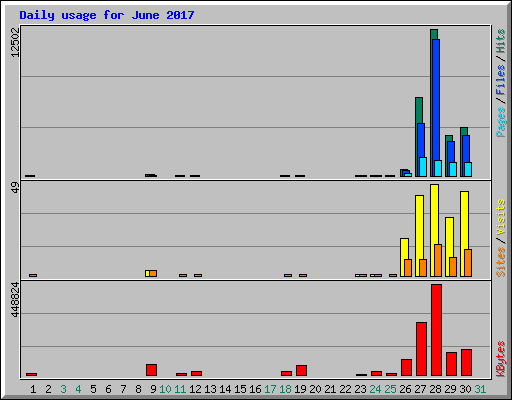 Daily usage for June 2017
12502
Pages / Files / Hits
49
Sites / Visits
448824
KBytes
1 2 3 4 5 6 7 8 9 10 11 12 13 14 15 16 17 18 19 20 21 22 23 24 25 26 27 28 29 30 31